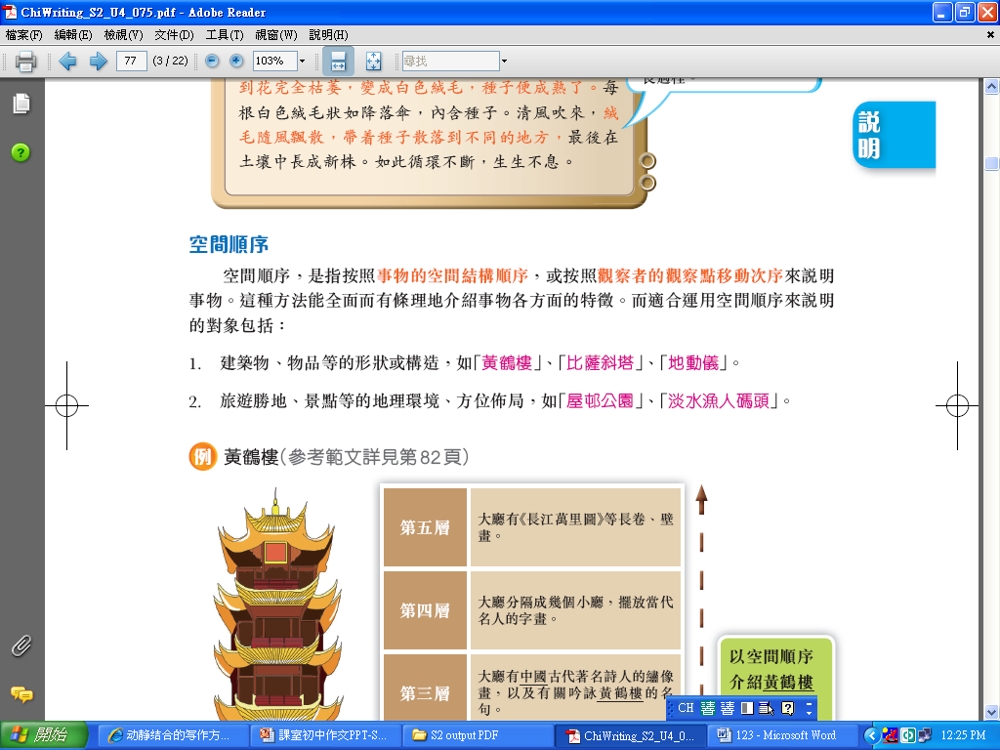 ChiWriting_S2_U4_075.pdf - Adobe Reader
檔案(F) 編輯(E) 檢視(V) 文件(D) 工具(T) 視窗(W) 說明(H)
77 (3 / 22) 103% 尋找
到花完全枯萎，變成白色絨毛，種子便成熟了。每
根白色絨毛狀如降落傘，內含種子。清風吹來，絨
毛隨風飄散，帶着種子散落到不同的地方，最後在
土壤中長成新株。如此循環不斷，生生不息。
説
明
空間順序
空間順序，是指按照事物的空間結構順序，或按照觀察者的觀察點移動次序來説明
事物。這種方法能全面而有條理地介紹事物各方面的特徵。而適合運用空間順序來説明
的對象包括：
1. 建築物、物品等的形狀或構造，如「黃鶴樓」、「比薩斜塔」、「地動儀」。
2. 旅遊勝地、景點等的地理環境、方位佈局，如「屋邨公園」、「淡水漁人碼頭」。
例 黃鶴樓（參考範文詳見第82頁）
第五層
大廳有《長江萬里圖》等長卷、壁
畫。
第四層
大廳分隔成幾個小廳，擺放當代
名人的字畫。
第三層
大廳有中國古代著名詩人的繡像
畫，以及有關吟詠黃鶴樓的名
句。
以空間順序
介紹黃鶴樓
CH
開始
动静结合的写作方...
課室初中作文PPT-S...
S2 output PDF
ChiWriting_S2_U4_0...
123 - Microsoft Word
12:25 PM